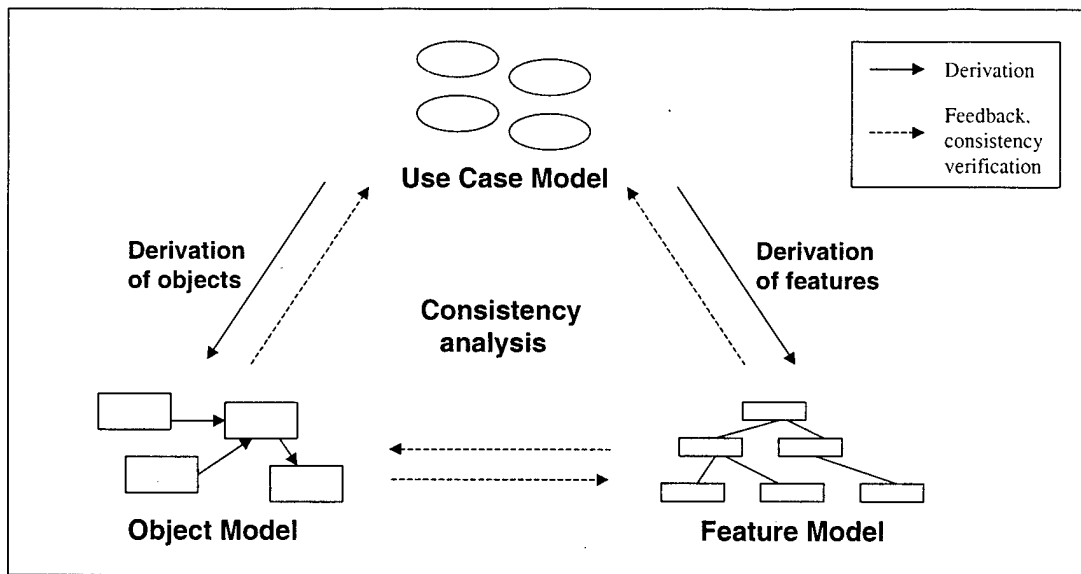 Derivation
Feedback,
consistency
verification
Use Case Model
Derivation
of objects
Derivation
of features
Consistency
analysis
Object Model
Feature Model